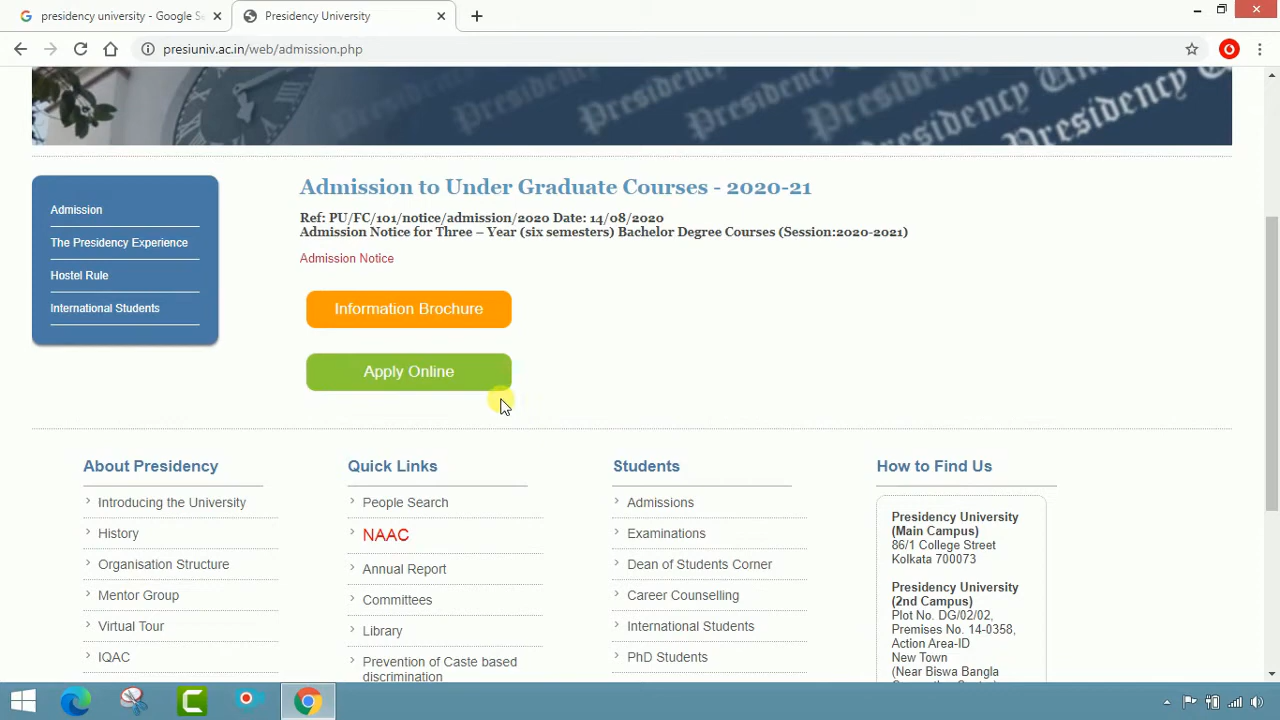 presidency university - Google S
Presidency University
presiuniv.ac.in/web/admission.php
Presidency
Presidency
Presidency
Presidency
Admission
The Presidency Experience
Hostel Rule
International Students
Admission to Under Graduate Courses - 2020-21
Ref: PU/FC/101/notice/admission/2020 Date: 14/08/2020
Admission Notice for Three – Year (six semesters) Bachelor Degree Courses (Session:2020-2021)
Admission Notice
Information Brochure
Apply Online
About Presidency
Introducing the University
History
Organisation Structure
Mentor Group
Virtual Tour
IQAC
Quick Links
People Search
NAAC
Annual Report
Committees
Library
Prevention of Caste based
discrimination
Students
Admissions
Examinations
Dean of Students Corner
Career Counselling
International Students
PhD Students
How to Find Us
Presidency University
(Main Campus)
86/1 College Street
Kolkata 700073
Presidency University
(2nd Campus)
Plot No. DG/02/02,
Premises No. 14-0358,
Action Area-ID
New Town
(Near Biswa Bangla